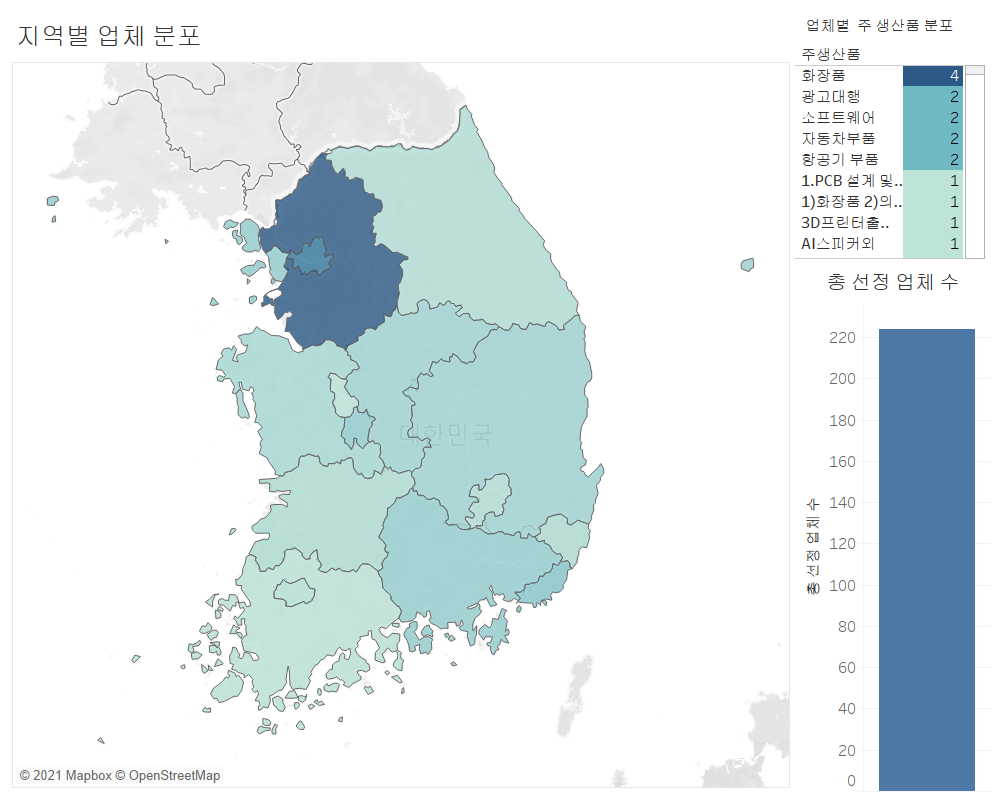 지역별 업체 분포
대한민국
© 2021 Mapbox © OpenStreetMap
업체별 주 생산품 분포
주생산품
화장품 4
광고대행 2
소프트웨어 2
자동차부품 2
항공기 부품 2
1.PCB 설계 및.. 1
1)화장품 2)의.. 1
3D프린터출.. 1
AI스피커외 1
총 선정 업체 수
총 선정 업체 수
220
200
180
160
140
120
100
80
60
40
20
0